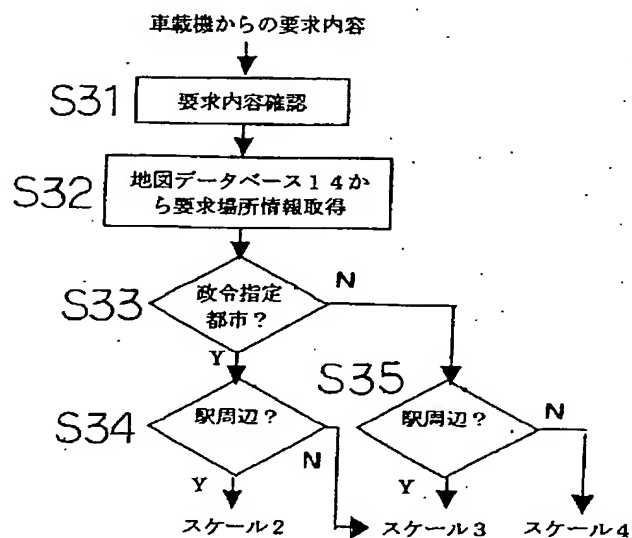 車載機からの要求内容
S31
要求内容確認
S32
地図データベース14か
ら要求場所情報取得
S33
政令指定
都市?
N
Y
S34
駅周辺?
N
Y
S35
駅周辺?
N
Y
スケール2
スケール3
スケール4